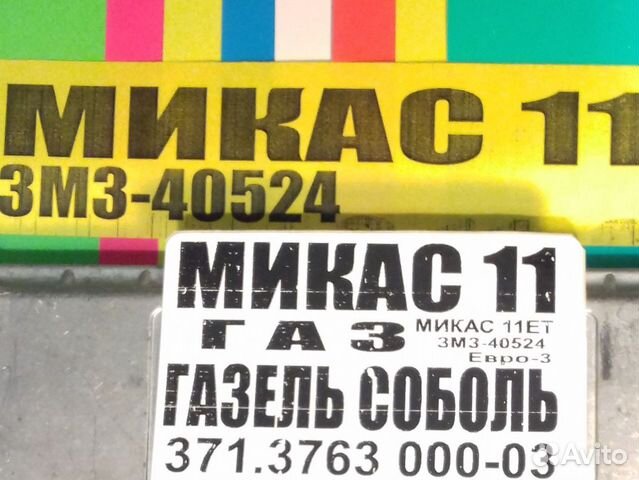 МИКАС 11
ЗМЗ-40524
МИКАС 11
ГАЗ
МИКАС 11ЕТ
ЗМЗ-40524
Евро-3
ГАЗЕЛЬ СОБОЛЬ
371.3763 000-03
Avito